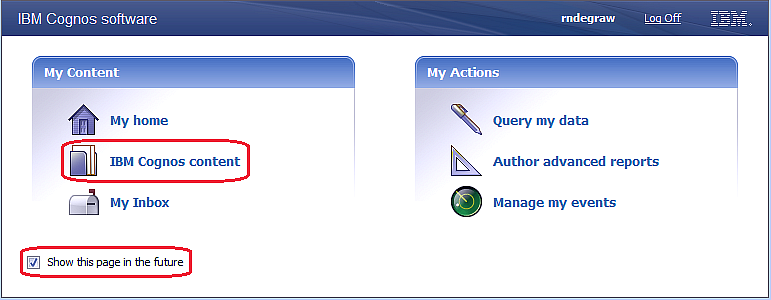 IBM Cognos software rndegraw Log Off IBM.
My Content
My home
IBM Cognos content
My Inbox
My Actions
Query my data
Author advanced reports
Manage my events
Show this page in the future